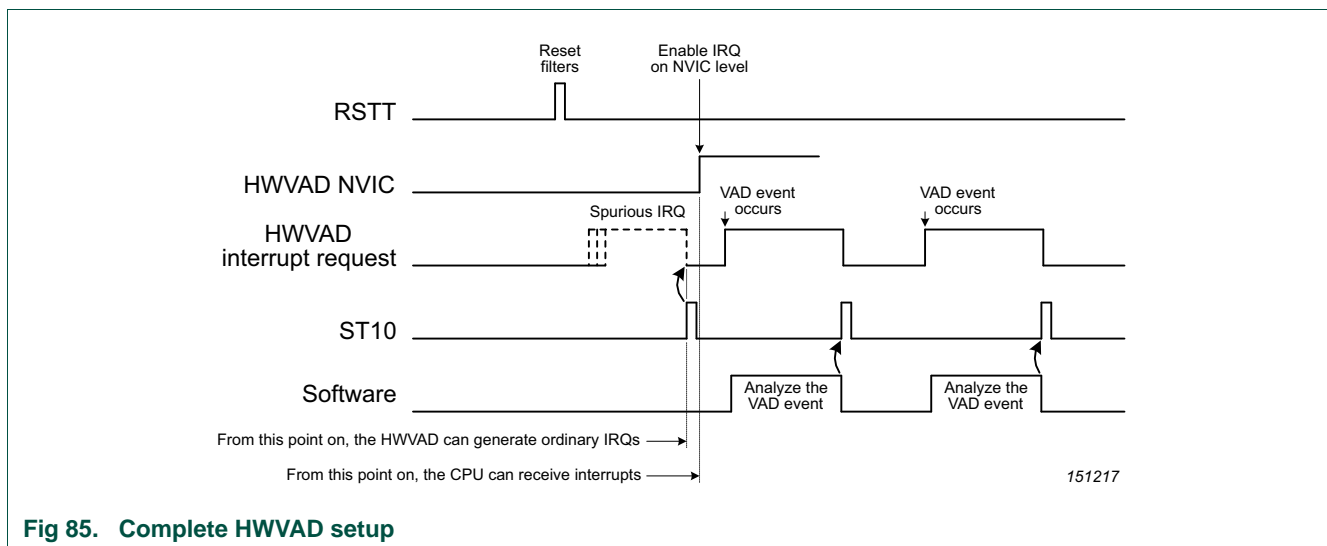 Reset
filters
Enable IRQ
on NVIC level
RSTT
HWVAD NVIC
VAD event
occurs
VAD event
occurs
Spurious IRQ
HWVAD
interrupt request
ST10
Software
Analyze the
VAD event
Analyze the
VAD event
From this point on, the HWVAD can generate ordinary IRQs
From this point on, the CPU can receive interrupts
151217
Fig 85. Complete HWVAD setup